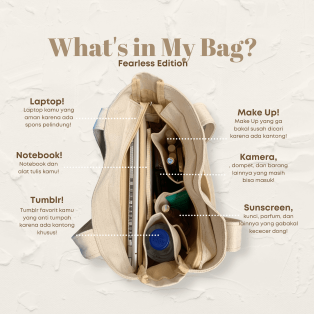 What's in My Bag?
Fearless Edition
Laptop!
Laptop kamu yang
aman karena ada
spons pelindung!
Notebook!
Notebook dan
alat tulis kamu!
Tumblr!
Tumblr favorit kamu
yang anti tumpah
karena ada kantong
khusus!
Make Up!
Make Up yang ga
bakal susah dicari
karena ada kantong!
Kamera,
dompet, dan barang
lainnya yang masih
bisa masuk!
Sunscreen,
kunci, parfum, dan
lainnya yang gabakal
kececer dong!